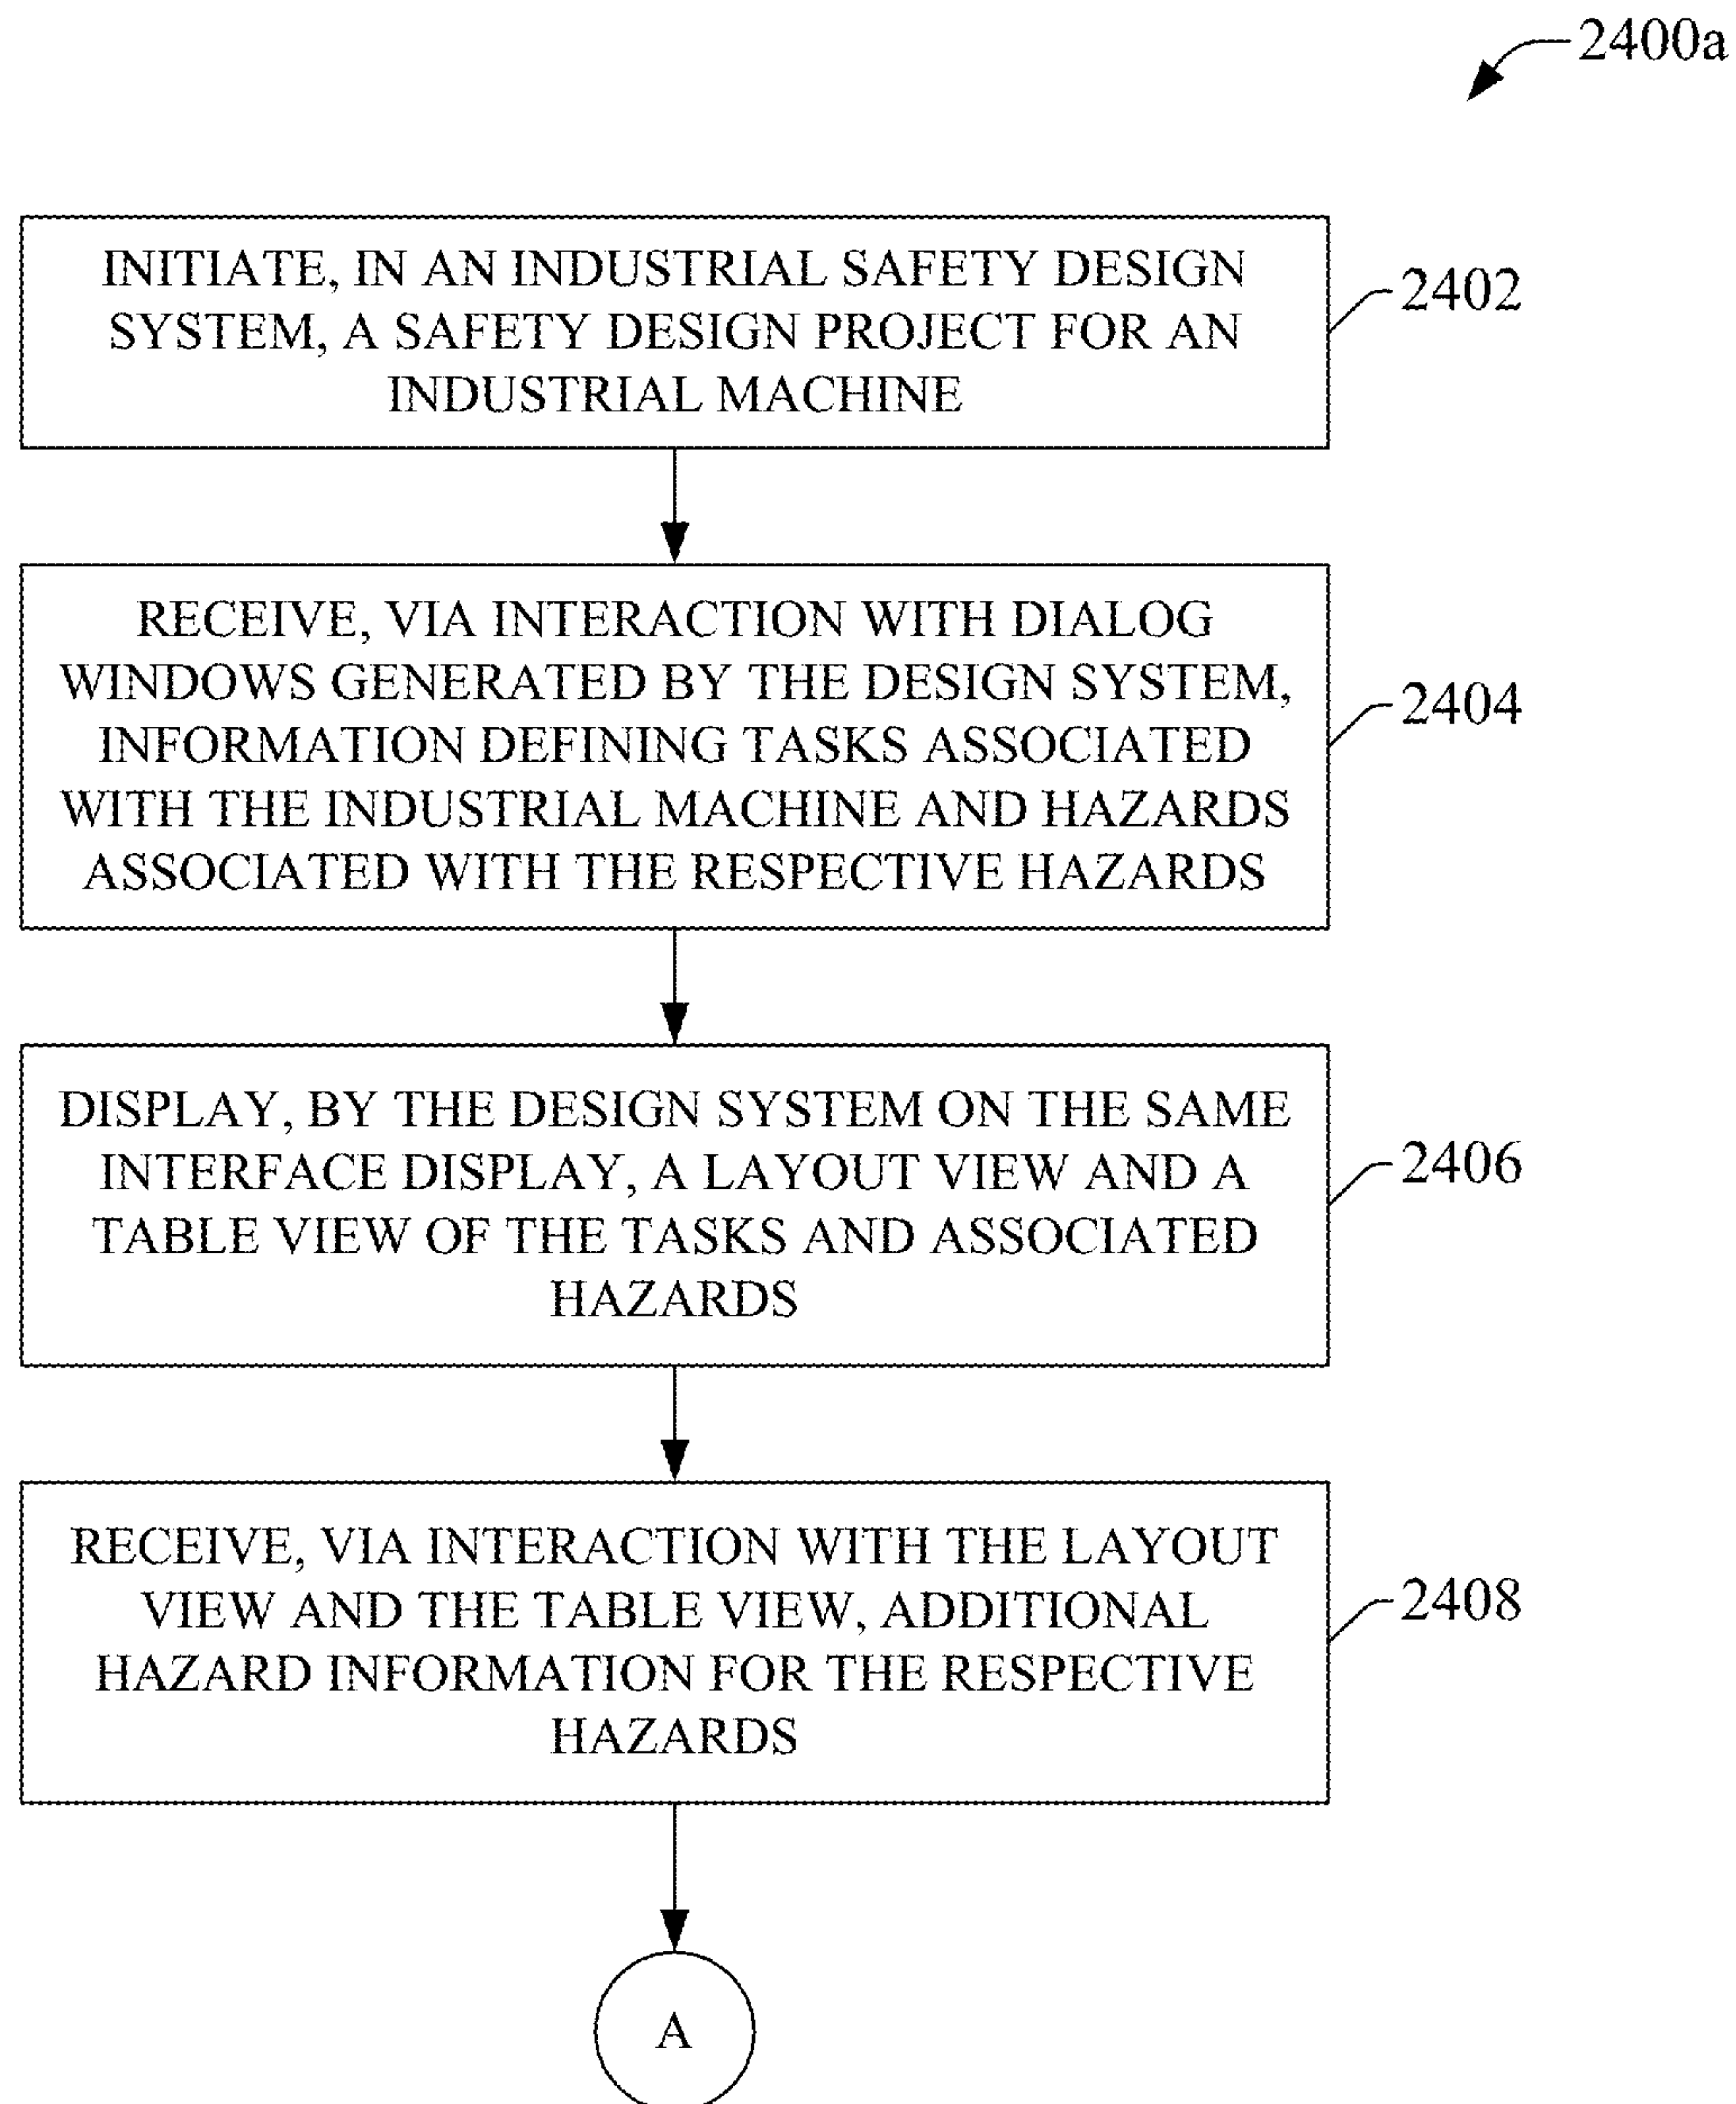 2400a
INITIATE, IN AN INDUSTRIAL SAFETY DESIGN
SYSTEM, A SAFETY DESIGN PROJECT FOR AN
INDUSTRIAL MACHINE
2402
RECEIVE, VIA INTERACTION WITH DIALOG
WINDOWS GENERATED BY THE DESIGN SYSTEM,
INFORMATION DEFINING TASKS ASSOCIATED
WITH THE INDUSTRIAL MACHINE AND HAZARDS
ASSOCIATED WITH THE RESPECTIVE HAZARDS
2404
DISPLAY, BY THE DESIGN SYSTEM ON THE SAME
INTERFACE DISPLAY, A LAYOUT VIEW AND A
TABLE VIEW OF THE TASKS AND ASSOCIATED
HAZARDS
2406
RECEIVE, VIA INTERACTION WITH THE LAYOUT
VIEW AND THE TABLE VIEW, ADDITIONAL
HAZARD INFORMATION FOR THE RESPECTIVE
HAZARDS
2408
A